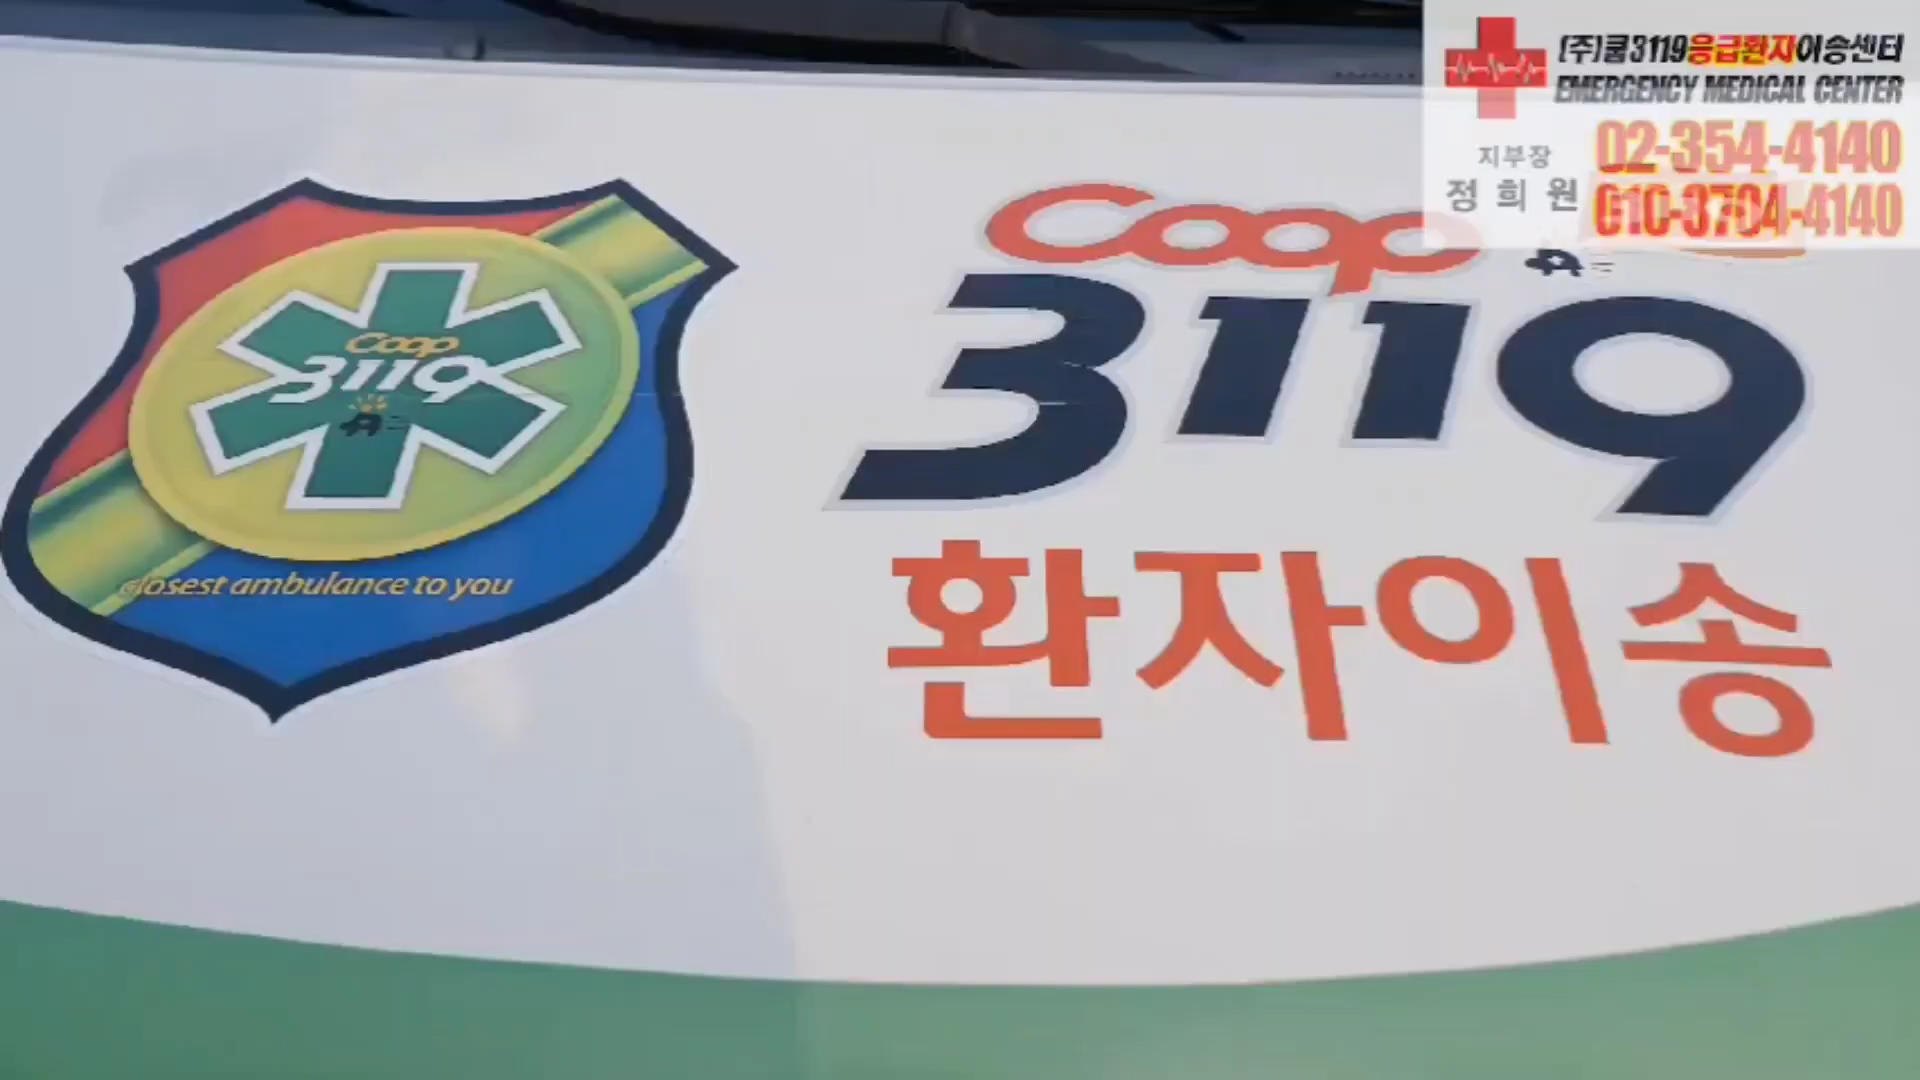 (주)쿱3119응급환자이송센터
EMERGENCY MEDICAL CENTER
지부장
정희원
02-354-4140
010-3704-4140
Coop
3119
환자이송
Coop
3119
closest ambulance to you